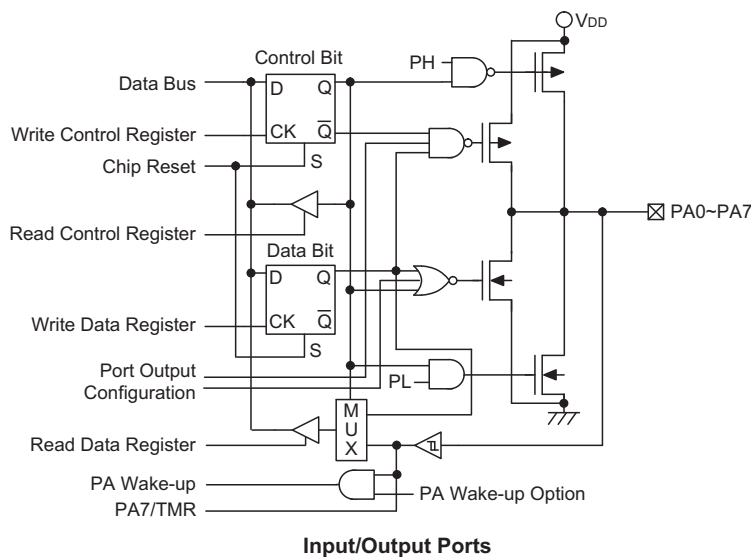 VDD
Control Bit
PH
Data Bus
D
Q
Write Control Register
CK
Q
Chip Reset
S
PA0~PA7
Read Control Register
Data Bit
D
Q
Write Data Register
CK
Q
S
Port Output
Configuration
PL
M
U
X
Read Data Register
PA Wake-up
PA Wake-up Option
PA7/TMR
Input/Output Ports